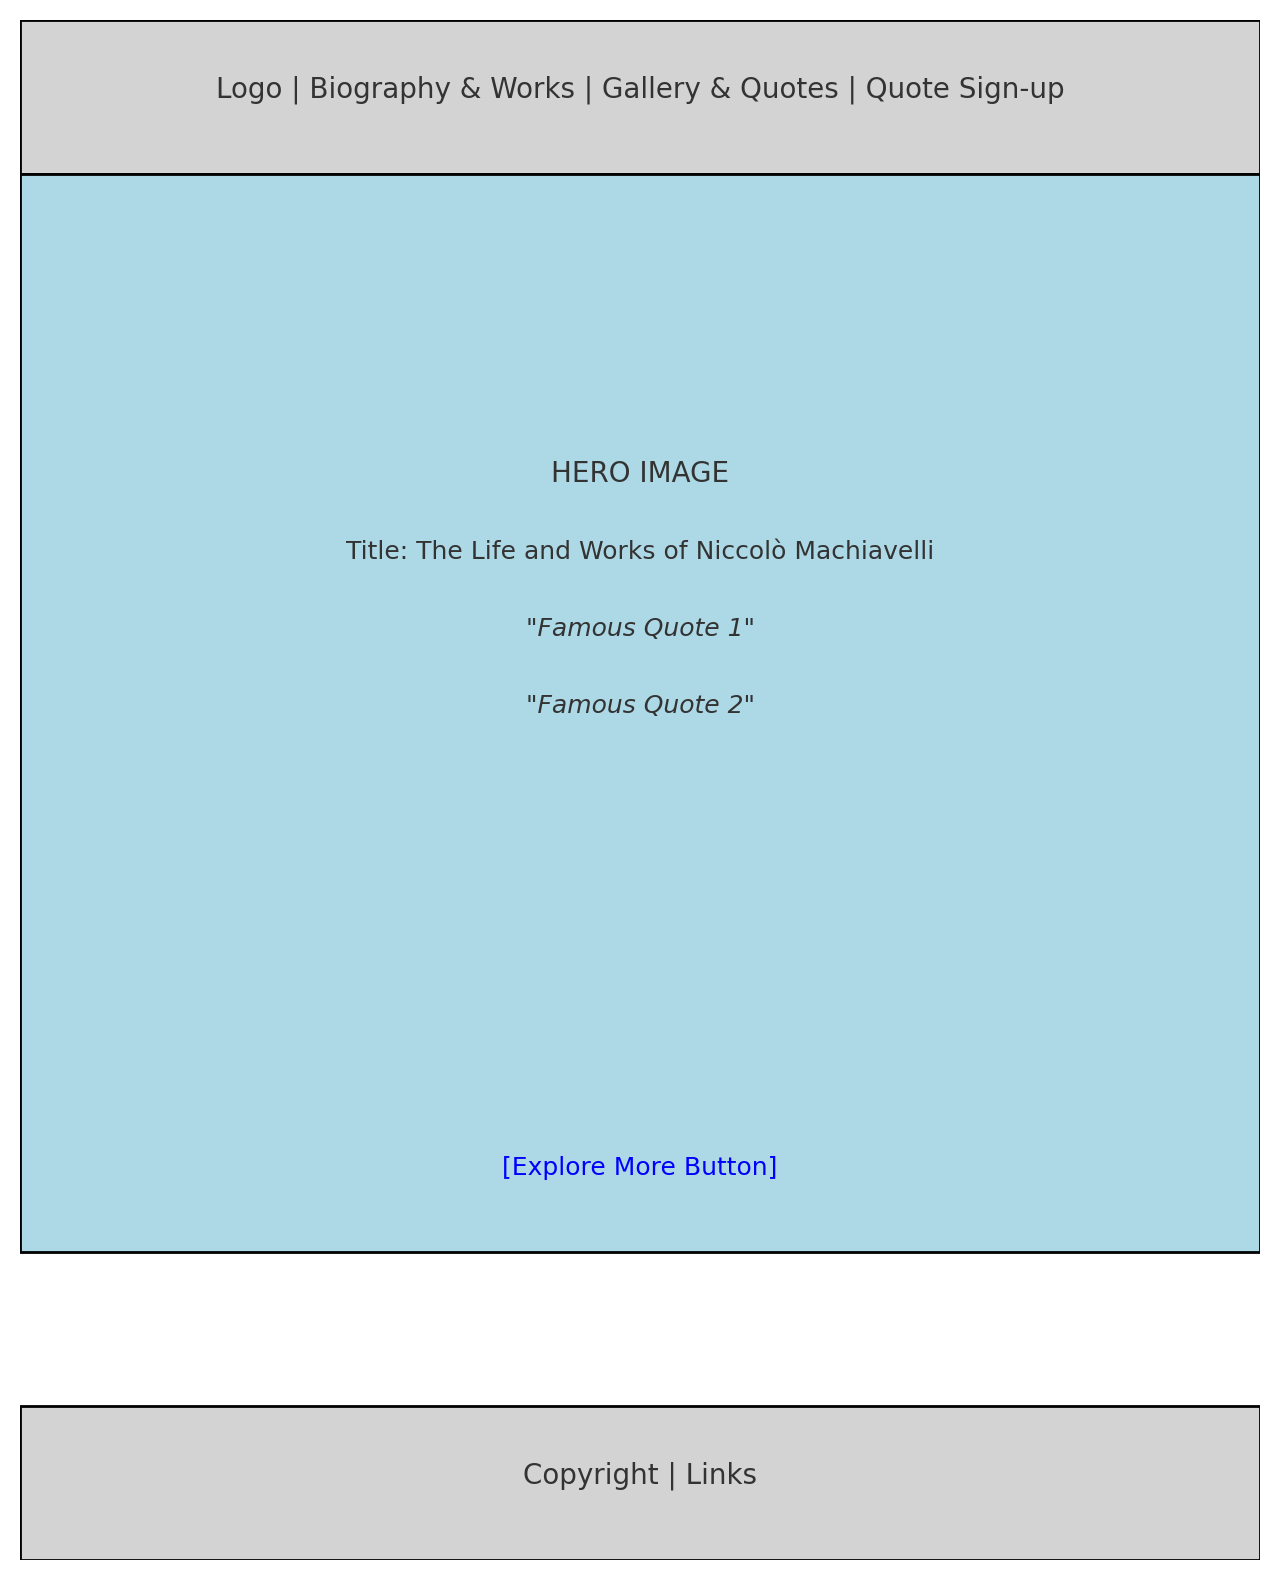 Logo | Biography & Works | Gallery & Quotes | Quote Sign-up
HERO IMAGE
Title: The Life and Works of Niccolò Machiavelli
"Famous Quote 1"
"Famous Quote 2"
[Explore More Button]
Copyright | Links